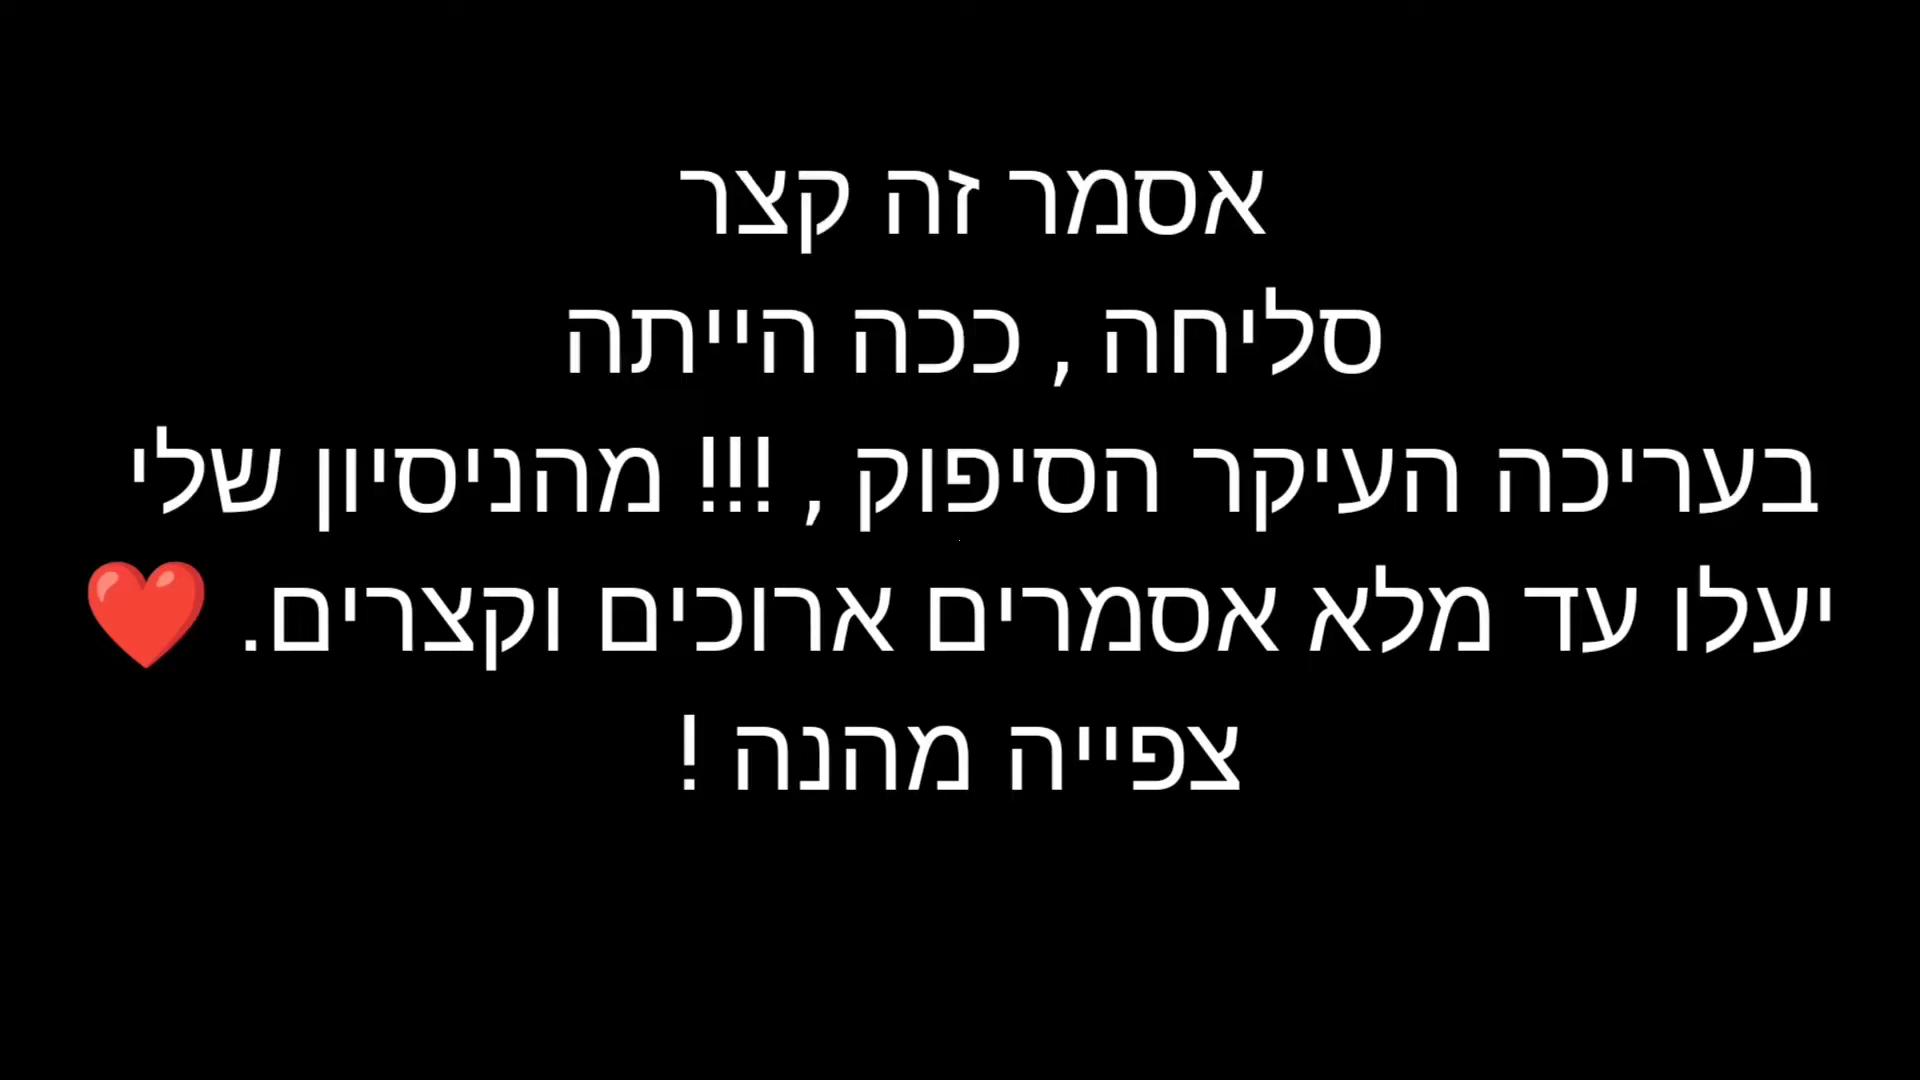 אסמר זה קצר
סליחה , ככה הייתה
בעריכה העיקר הסיפוק , !!! מהניסיון שלי
יעלו עד מלא אסמרים ארוכים וקצרים. ❤️
צפייה מהנה !